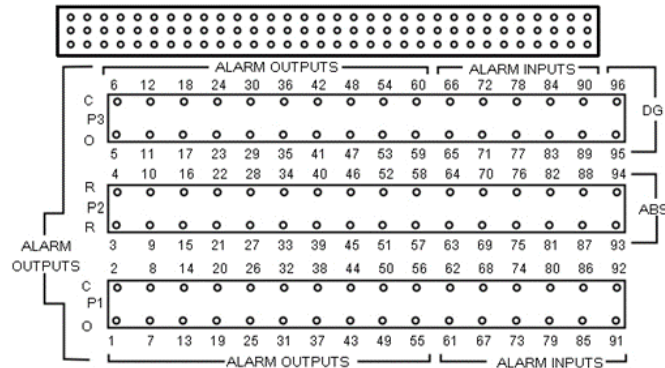 ALARM OUTPUTS ALARM INPUTS
6 12 18 24 30 36 42 48 54 60 66 72 78 84 90 96
C
P3
O
DG
5 11 17 23 29 35 41 47 53 59 65 71 77 83 89 95
4 10 16 22 28 34 40 46 52 58 64 70 76 82 88 94
R
P2
R
ABS
3 9 15 21 27 33 39 45 51 57 63 69 75 81 87 93
ALARM
OUTPUTS
2 8 14 20 26 32 38 44 50 56 62 68 74 80 86 92
C
P1
O
1 7 13 19 25 31 37 43 49 55 61 67 73 79 85 91
ALARM OUTPUTS ALARM INPUTS